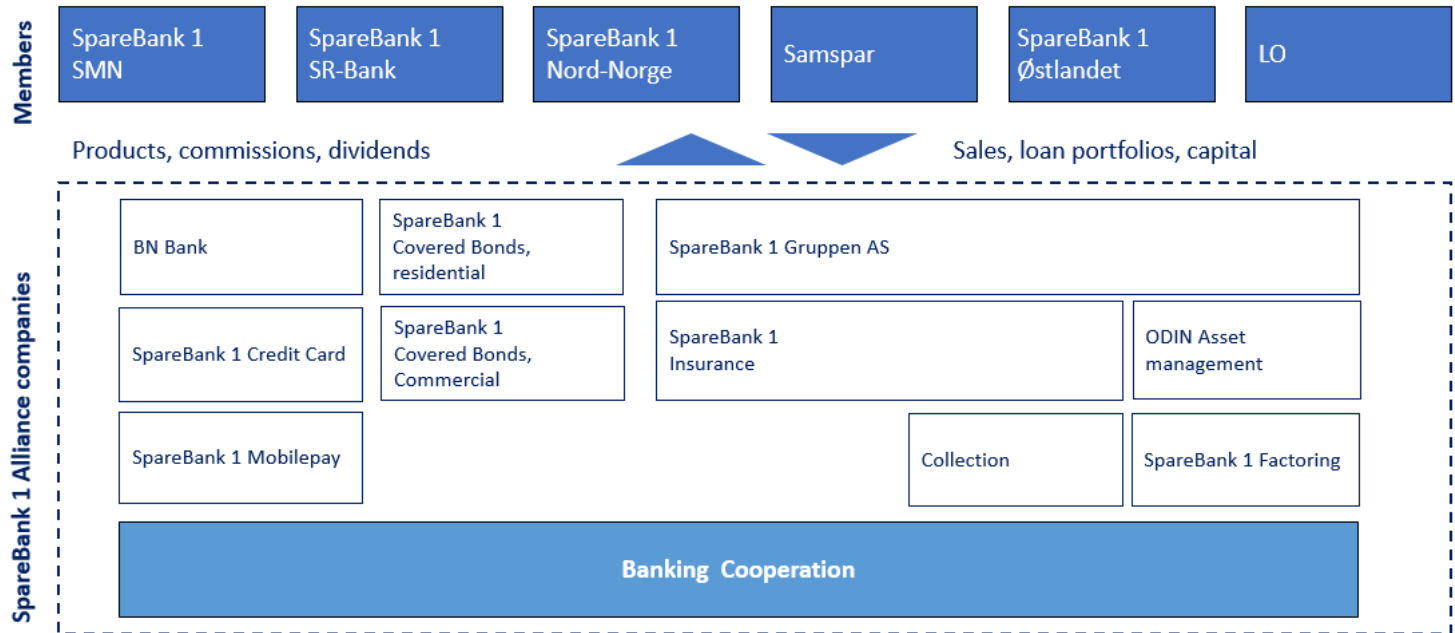 Members
SpareBank 1
SMN
SpareBank 1
SR-Bank
SpareBank 1
Nord-Norge
Samspar
SpareBank 1
Østlandet
LO
Products, commissions, dividends
Sales, loan portfolios, capital
SpareBank 1 Alliance companies
BN Bank
SpareBank 1
Covered Bonds,
residential
SpareBank 1 Gruppen AS
SpareBank 1 Credit Card
SpareBank 1
Covered Bonds,
Commercial
SpareBank 1
Insurance
ODIN Asset
management
SpareBank 1 Mobilepay
Collection
SpareBank 1 Factoring
Banking Cooperation